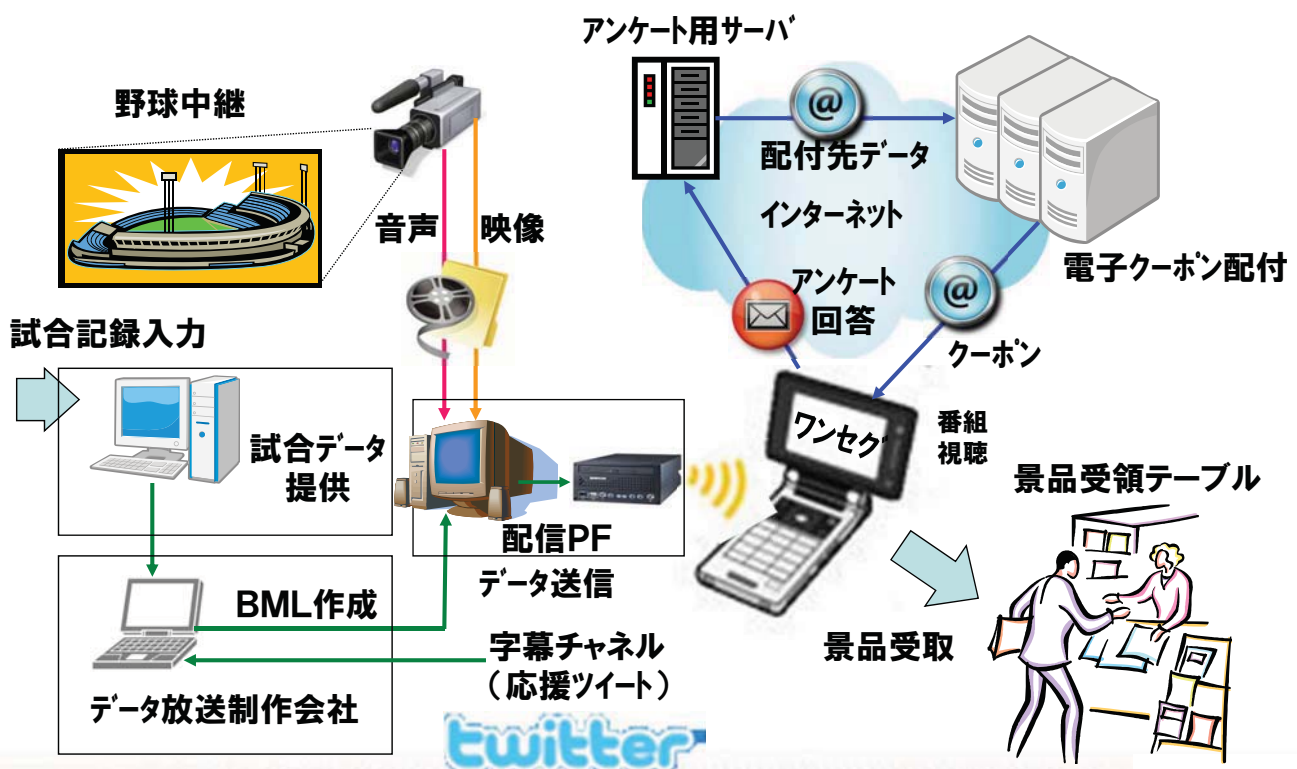 アンケート用サーバ
野球中継
配付先データ
インターネット
音声 映像
電子クーポン配付
アンケート
回答
クーポン
試合記録入力
試合データ
提供
ワンセグ
番組
視聴
景品受領テーブル
配信PF
データ送信
BML作成
字幕チャネル
(応援ツイート)
景品受取
データ放送制作会社
twitter